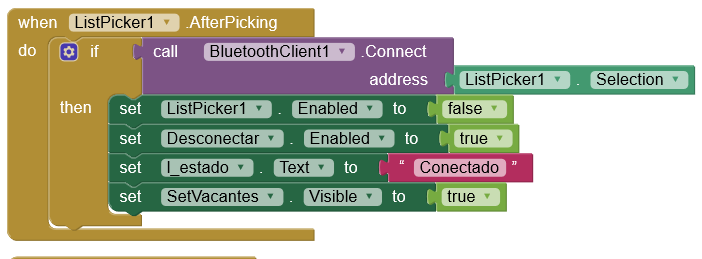 when ListPicker1 .AfterPicking
do if call BluetoothClient1 .Connect
address ListPicker1 . Selection
then set ListPicker1 . Enabled to false
set Desconectar . Enabled to true
set l_estado . Text to “ Conectado ”
set SetVacantes . Visible to true